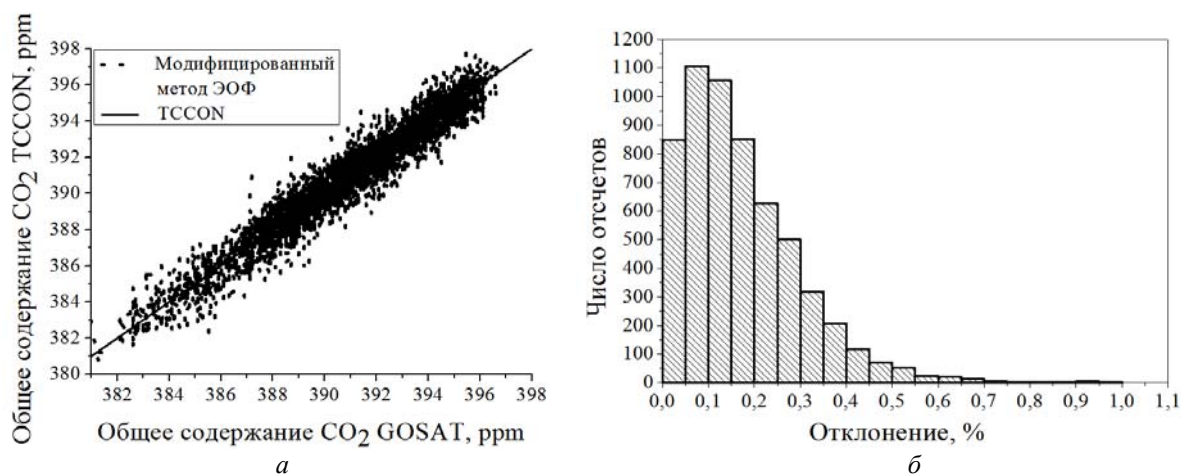 Общее содержание CO2 TCCON, ppm
398
396
394
392
390
388
386
384
382
380
Модифицированный
метод ЭОФ
TCCON
382 384 386 388 390 392 394 396 398
Общее содержание CO2 GOSAT, ppm
а
Число отсчетов
1200
1100
1000
900
800
700
600
500
400
300
200
100
0
0,0 0,1 0,2 0,3 0,4 0,5 0,6 0,7 0,8 0,9 1,0 1,1
Отклонение, %
б